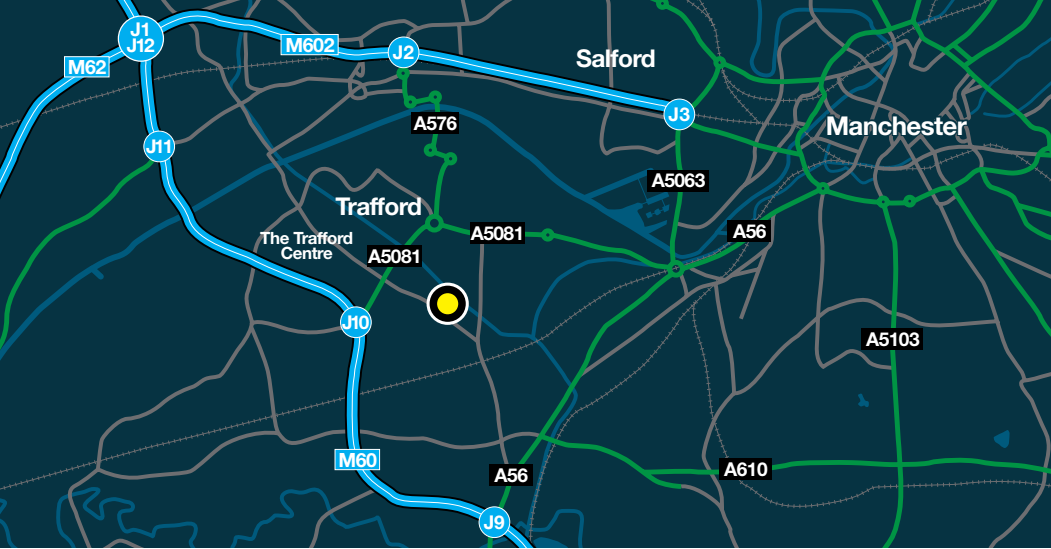 J1
J12
M602
J2
Salford
M62
J3
A576
Manchester
J11
A5063
Trafford
A5081
A56
The Trafford
Centre
A5081
J10
A5103
M60
A56
A610
J9